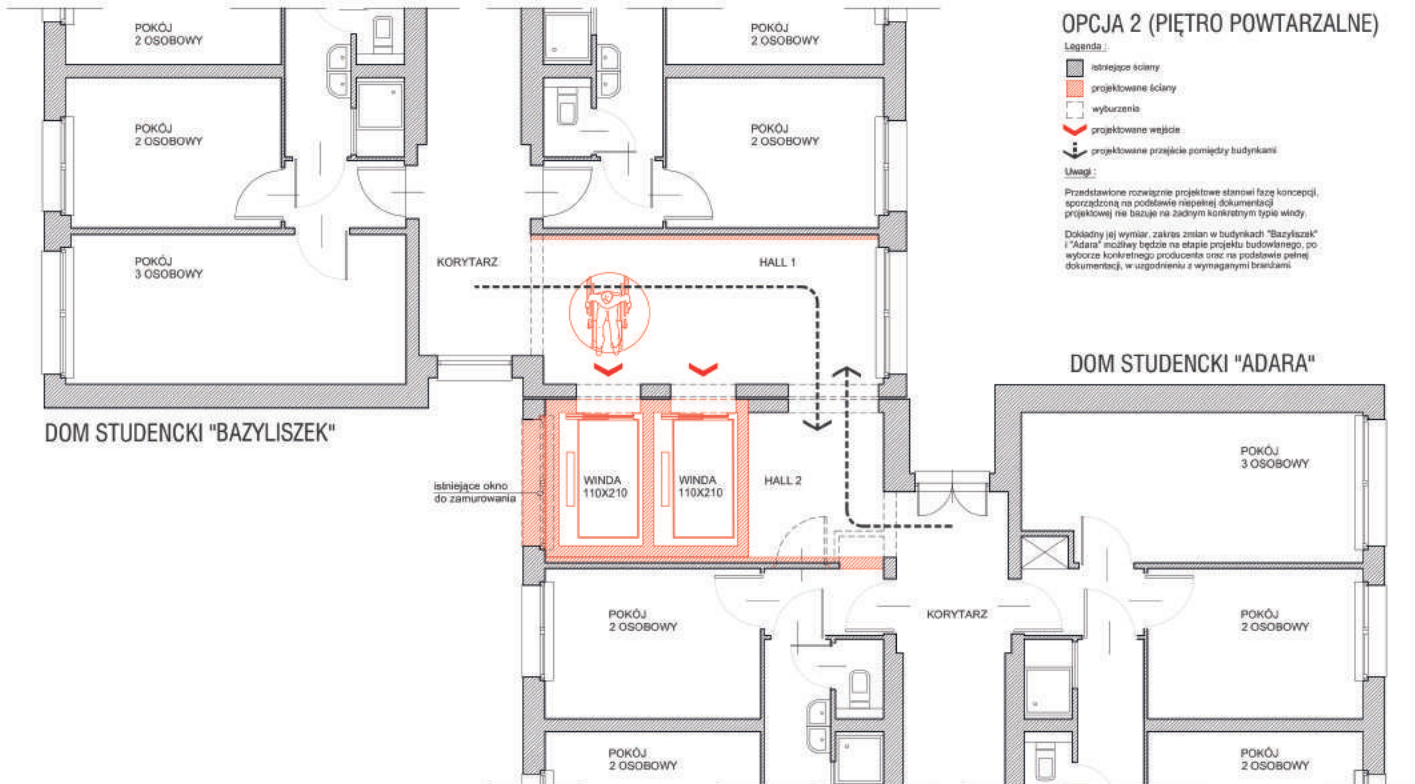 POKÓJ
2 OSOBOWY
POKÓJ
2 OSOBOWY
OPCJA 2 (PIĘTRO POWTARZALNE)
Legenda :
istniejące ściany
projektowane ściany
wyburzenia
projektowane wejście
projektowane przejście pomiędzy budynkami
Uwagi :
Przedstawione rozwiąznie projektowe stanowi fazę koncepcji,
sporządzoną na podstawie niepełnej dokumentacji
projektowej nie bazuje na żadnym konkretnym typie windy.
Dokładny jej wymiar, zakres zmian w budynkach "Bazyliszek"
i "Adara" możliwy będzie na etapie projektu budowlanego, po
wyborze konkretnego producenta oraz na podstawie pełnej
dokumentacji, w uzgodnieniu z wymaganymi branżami.
POKÓJ
2 OSOBOWY
POKÓJ
2 OSOBOWY
POKÓJ
3 OSOBOWY
KORYTARZ
HALL 1
DOM STUDENCKI "BAZYLISZEK"
DOM STUDENCKI "ADARA"
istniejące okno
do zamurowania
WINDA
110X210
WINDA
110X210
HALL 2
POKÓJ
3 OSOBOWY
POKÓJ
2 OSOBOWY
KORYTARZ
POKÓJ
2 OSOBOWY
POKÓJ
2 OSOBOWY
POKÓJ
2 OSOBOWY